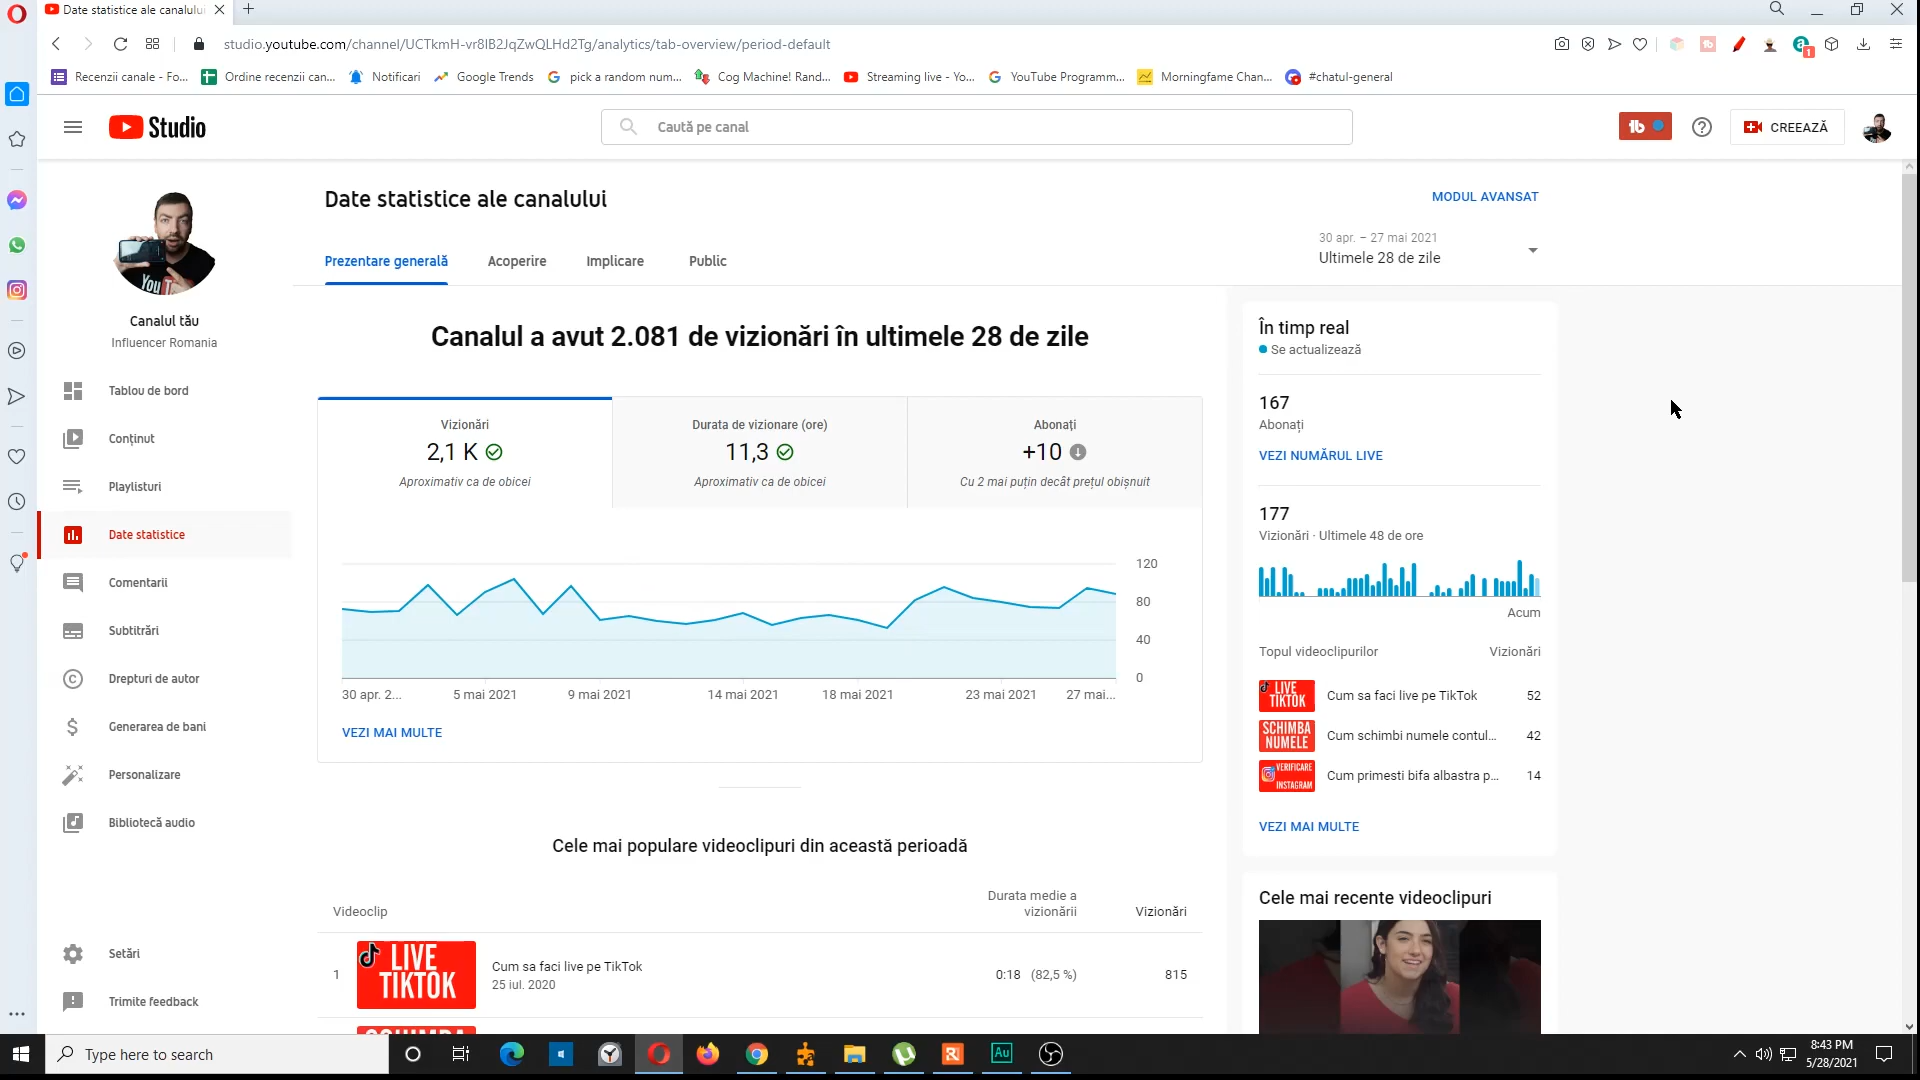 Date statistice ale canalului
studio.youtube.com/channel/UCTkmH-vr8IB2JqZwQLHd2Tg/analytics/tab-overview/period-default
1
Recenzii canale - Fo...
Ordine recenzii can...
Notificari
Google Trends
pick a random num...
Cog Machine! Rand...
Streaming live - Yo...
YouTube Programm...
Morningfame Chan...
#chatul-general
Studio
Caută pe canal
CREEAZĂ
Date statistice ale canalului
MODUL AVANSAT
30 apr. – 27 mai 2021
Ultimele 28 de zile
Prezentare generală
Acoperire
Implicare
Public
Canalul tău
Influencer Romania
Tablou de bord
Conținut
Playlisturi
Date statistice
Comentarii
Subtitrări
Drepturi de autor
Generarea de bani
Personalizare
Bibliotecă audio
Setări
Trimite feedback
Canalul a avut 2.081 de vizionări în ultimele 28 de zile
Vizionări
2,1 K
Aproximativ ca de obicei
Durata de vizionare (ore)
11,3
Aproximativ ca de obicei
Abonați
+10
Cu 2 mai puțin decât prețul obișnuit
120
80
40
0
30 apr. 2...
5 mai 2021
9 mai 2021
14 mai 2021
18 mai 2021
23 mai 2021
27 mai...
VEZI MAI MULTE
Cele mai populare videoclipuri din această perioadă
Videoclip
Durata medie a
vizionării
Vizionări
1
LIVE
TIKTOK
Cum sa faci live pe TikTok
25 iul. 2020
0:18 (82,5 %)
815
În timp real
Se actualizează
167
Abonați
VEZI NUMĂRUL LIVE
177
Vizionări · Ultimele 48 de ore
Acum
Topul videoclipurilor
Vizionări
LIVE
TIKTOK
Cum sa faci live pe TikTok
52
SCHIMBA
NUMELE
Cum schimbi numele contul...
42
VERIFICARE
INSTAGRAM
Cum primesti bifa albastra p...
14
VEZI MAI MULTE
Cele mai recente videoclipuri
Type here to search
Au
8:43 PM
5/28/2021